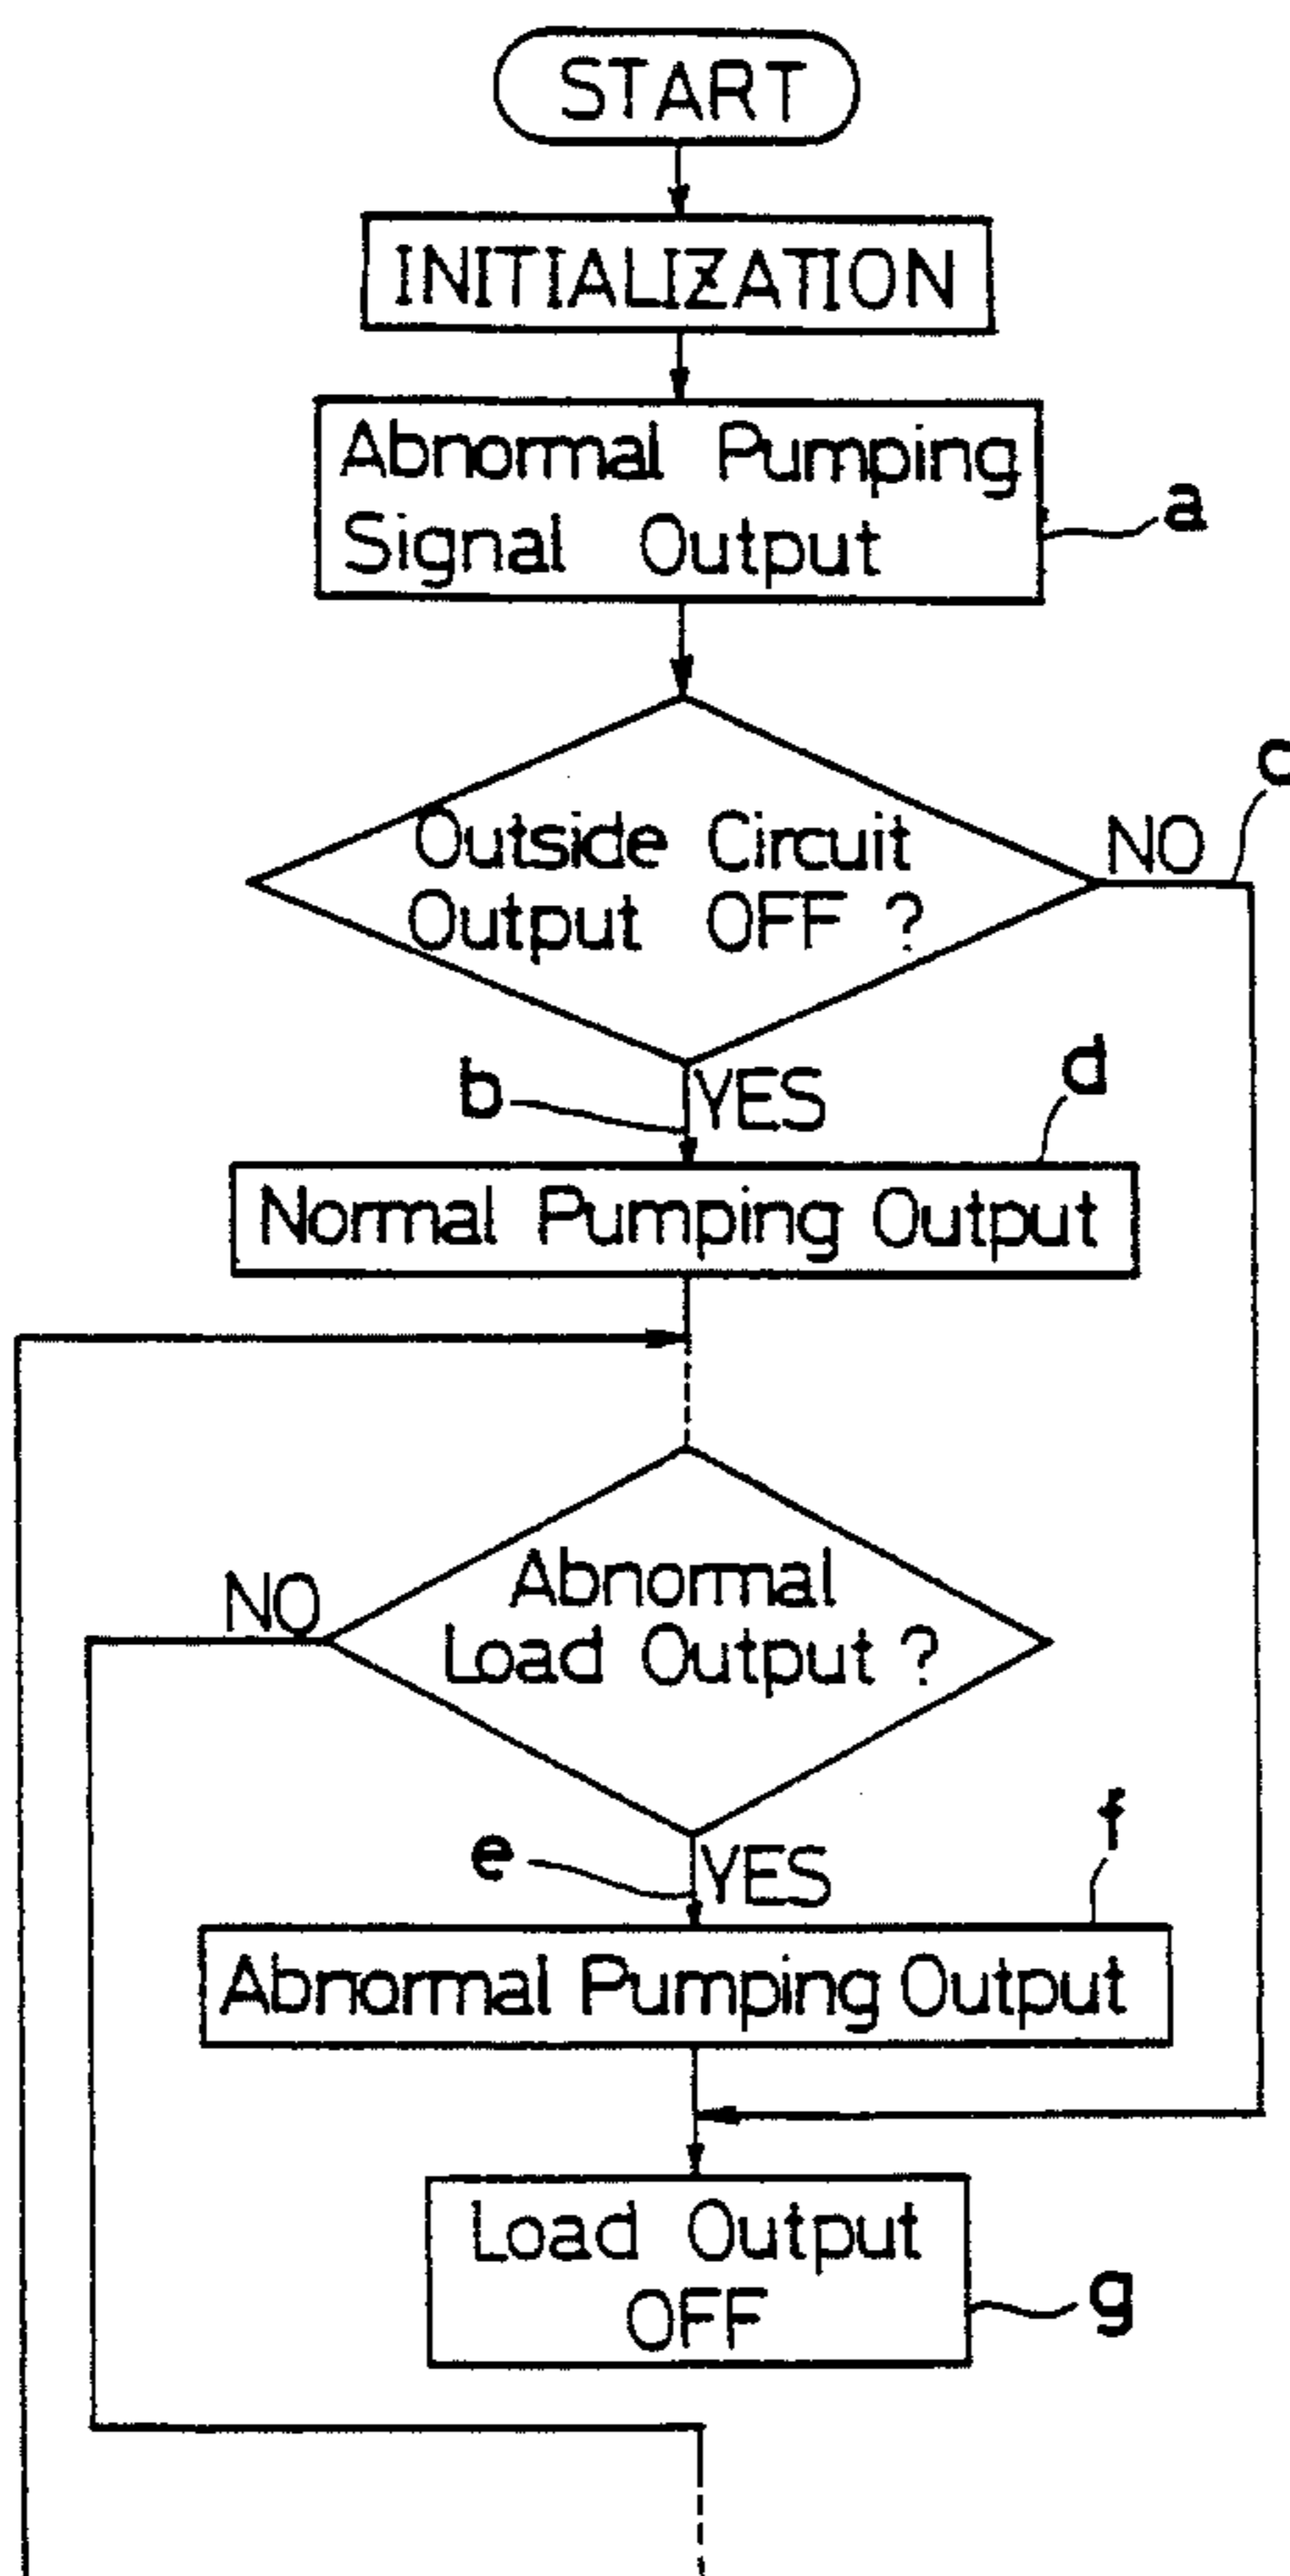 START
INITIALIZATION
Abnormal Pumping
Signal Output
a
Outside Circuit
Output OFF ?
NO
c
b
YES
d
Normal Pumping Output
Abnormal
Load Output ?
NO
e
YES
f
Abnormal Pumping Output
Load Output
OFF
g